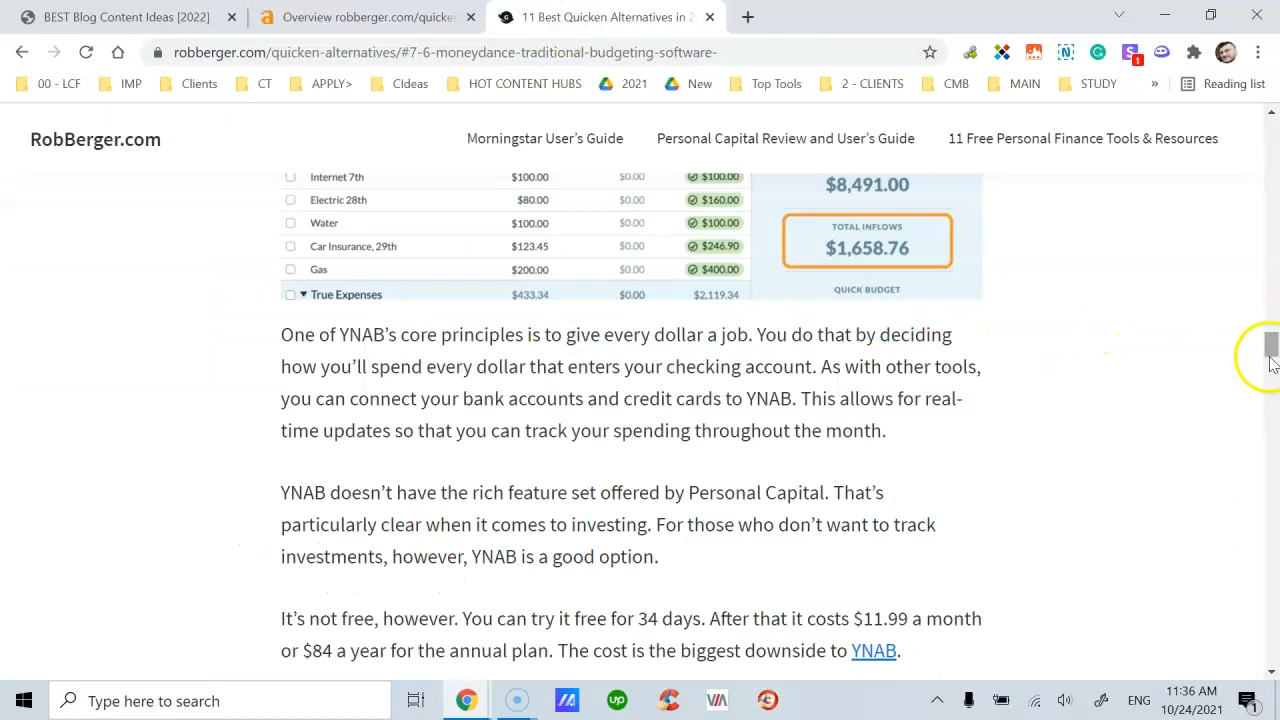 BEST Blog Content Ideas [2022]
Overview robberger.com/quicker
11 Best Quicken Alternatives in 2
robberger.com/quicken-alternatives/#7-6-moneydance-traditional-budgeting-software-
1
00 - LCF
IMP
Clients
CT
APPLY>
CIdeas
HOT CONTENT HUBS
2021
New
Top Tools
2 - CLIENTS
CMB
MAIN
STUDY
»
Reading list
RobBerger.com
Morningstar User's Guide
Personal Capital Review and User's Guide
11 Free Personal Finance Tools & Resources
Internet 7th $100.00 $0.00 $100.00
Electric 28th $80.00 $0.00 $160.00
Water $100.00 $0.00 $100.00
Car Insurance, 29th $123.45 $0.00 $246.90
Gas $200.00 $0.00 $400.00
True Expenses $433.34 $0.00 $2,119.34
$8,491.00
TOTAL INFLOWS
$1,658.76
QUICK BUDGET
One of YNAB's core principles is to give every dollar a job. You do that by deciding
how you'll spend every dollar that enters your checking account. As with other tools,
you can connect your bank accounts and credit cards to YNAB. This allows for real-
time updates so that you can track your spending throughout the month.
YNAB doesn't have the rich feature set offered by Personal Capital. That's
particularly clear when it comes to investing. For those who don't want to track
investments, however, YNAB is a good option.
It's not free, however. You can try it free for 34 days. After that it costs $11.99 a month
or $84 a year for the annual plan. The cost is the biggest downside to YNAB.
Type here to search
up
VIA
ENG
11:36 AM
10/24/2021
1